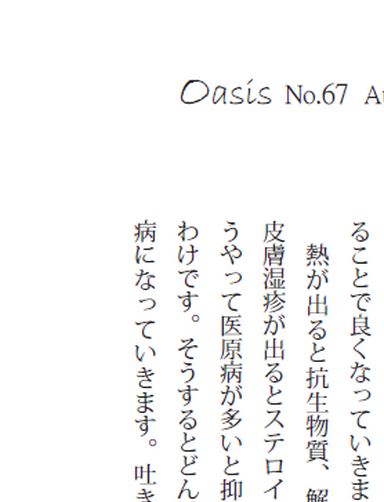 Oasis No.67
ることで良くなっていきま
熱が出ると抗生物質、
皮膚湿疹が出るとステロイ
うやって医原病が多いと抑
わけです。そうするとどん
病になっていきます。吐き